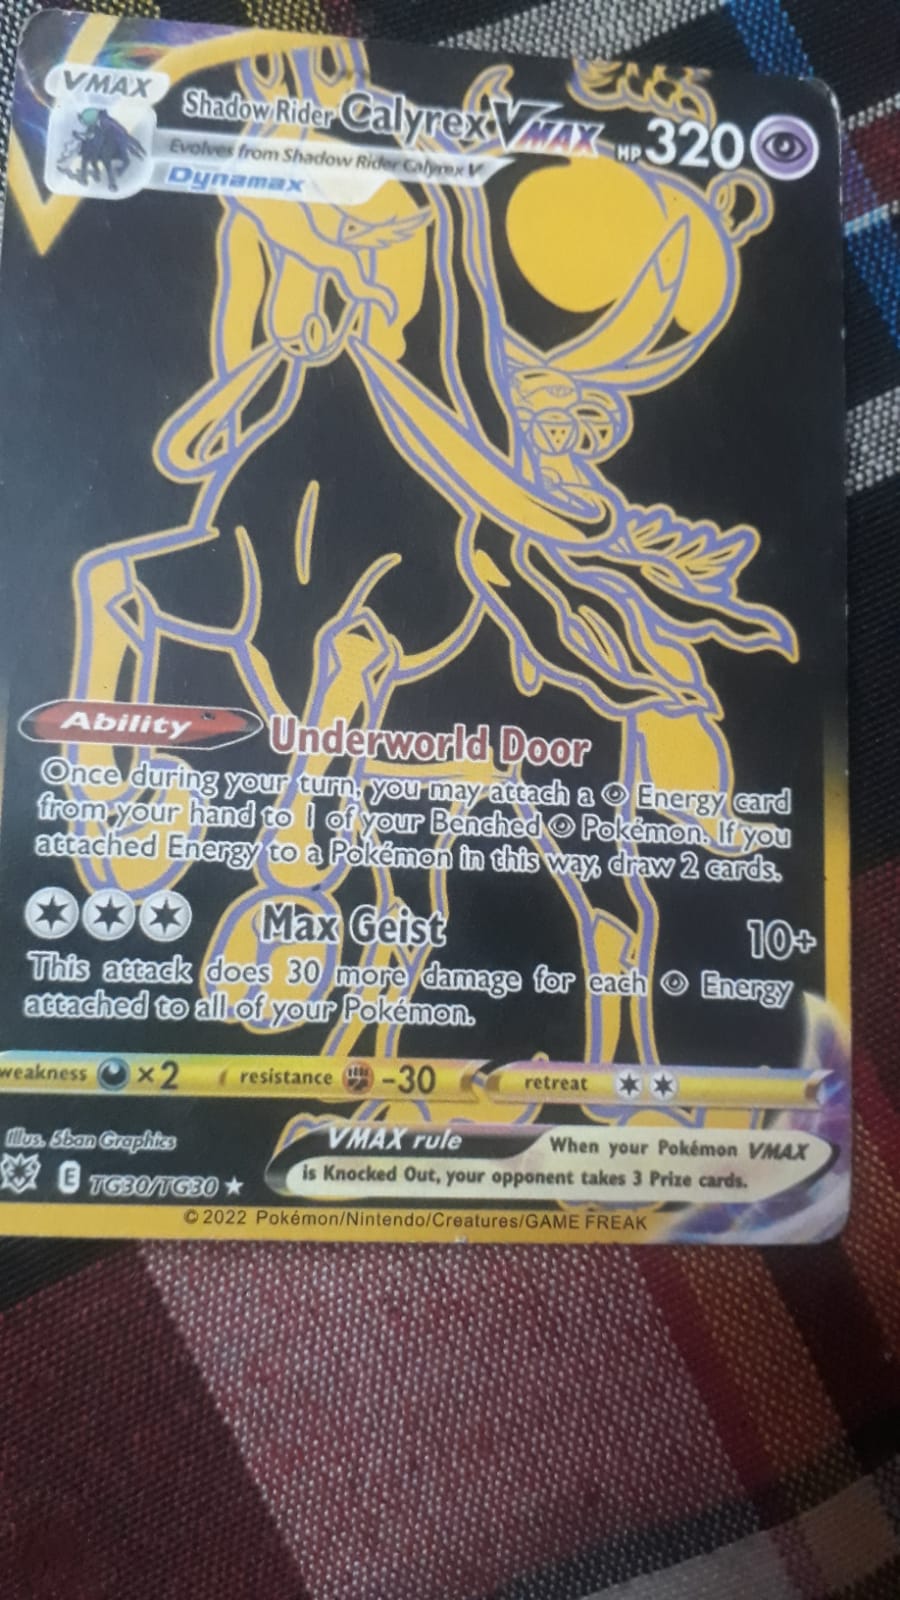 VMAX
Shadow Rider Calyrex VMAX HP 320
Evolves from Shadow Rider Calyrex V
Dynamax
Ability Underworld Door
Once during your turn, you may attach a Energy card
from your hand to 1 of your Benched Pokémon. If you
attached Energy to a Pokémon in this way, draw 2 cards.
Max Geist 10+
This attack does 30 more damage for each Energy
attached to all of your Pokémon.
weakness ×2 resistance -30 retreat
Illus. 5ban Graphics
VMAX rule When your Pokémon VMAX
is Knocked Out, your opponent takes 3 Prize cards.
E TG30/TG30 ★
© 2022 Pokémon/Nintendo/Creatures/GAME FREAK